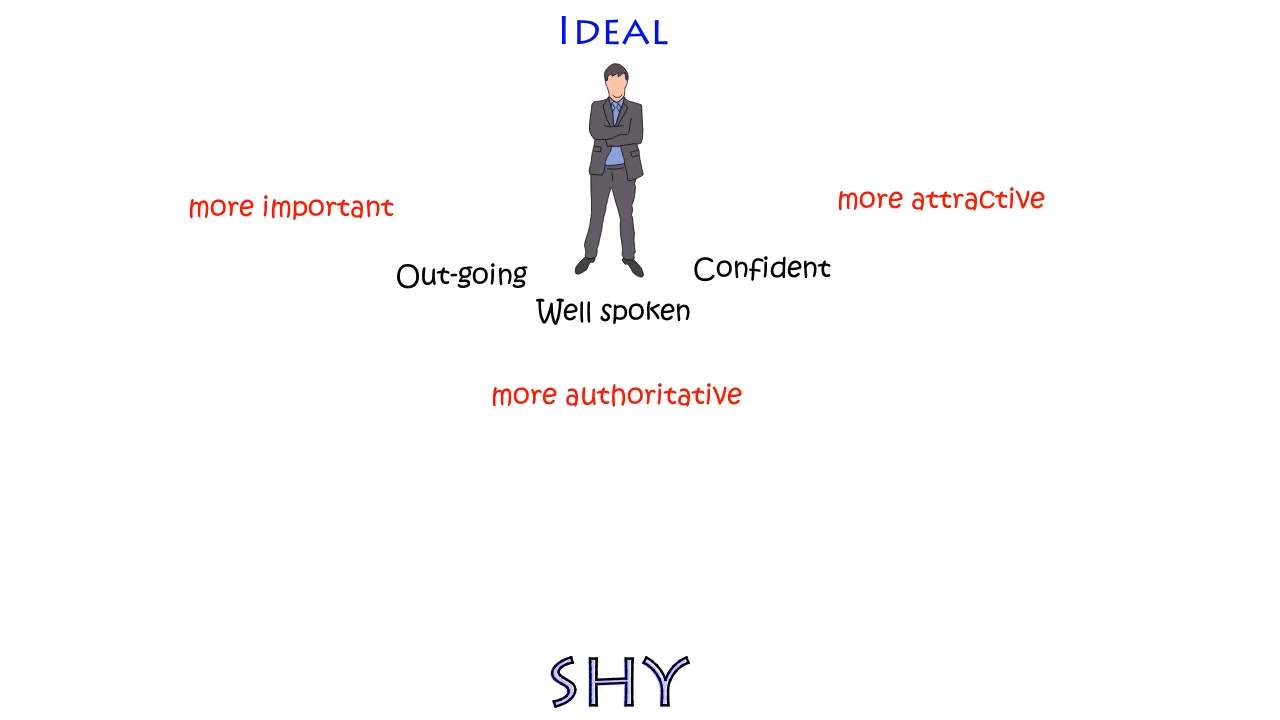 IDEAL
more important
more attractive
Out-going
Confident
Well spoken
more authoritative
SHY